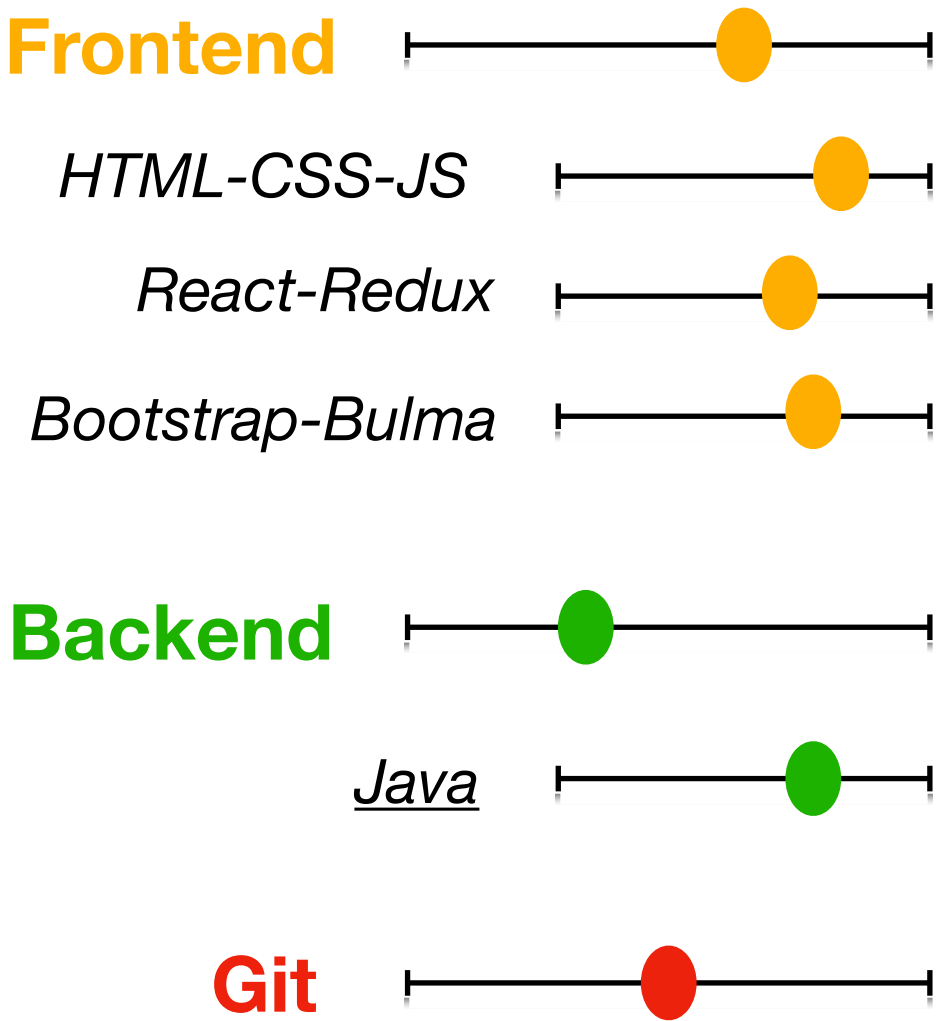 Frontend
HTML-CSS-JS
React-Redux
Bootstrap-Bulma
Backend
Java
Git